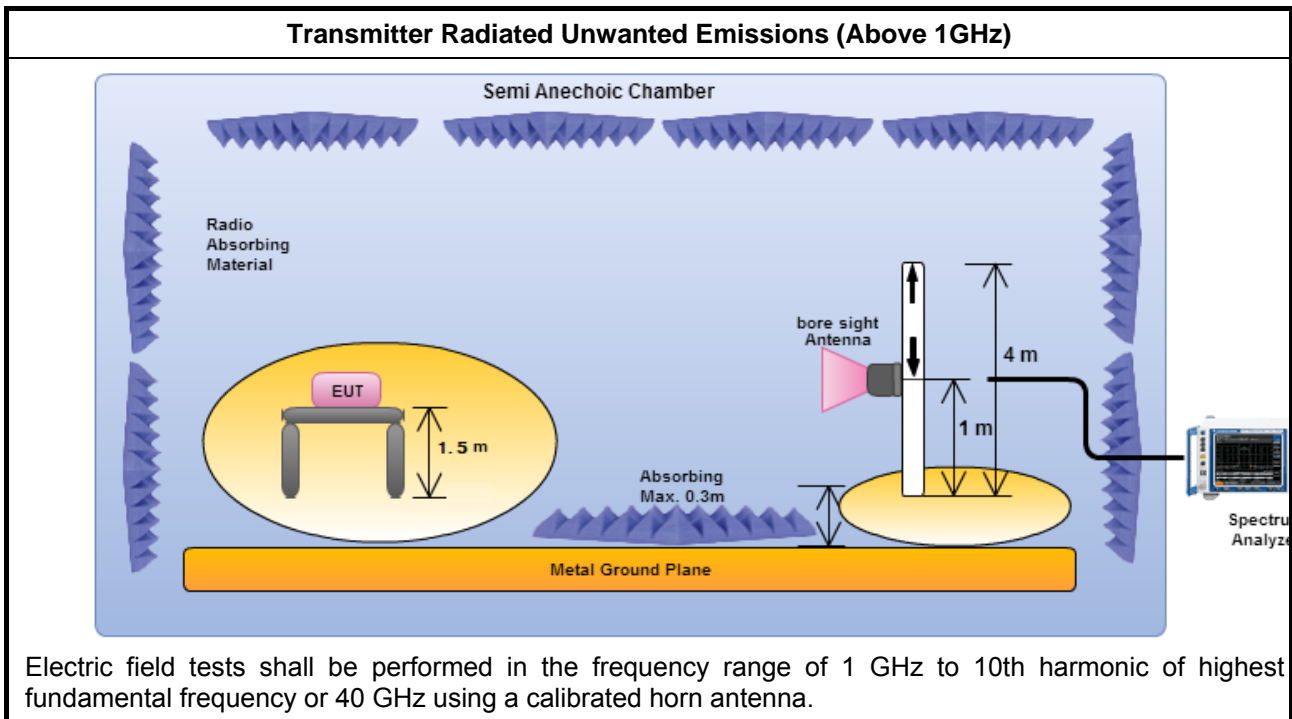 Transmitter Radiated Unwanted Emissions (Above 1GHz)
Semi Anechoic Chamber
Radio
Absorbing
Material
bore sight
Antenna
4 m
EUT
1 m
1.5 m
Absorbing
Max. 0.3m
Spectru
Analyze
Metal Ground Plane
Electric field tests shall be performed in the frequency range of 1 GHz to 10th harmonic of highest
fundamental frequency or 40 GHz using a calibrated horn antenna.